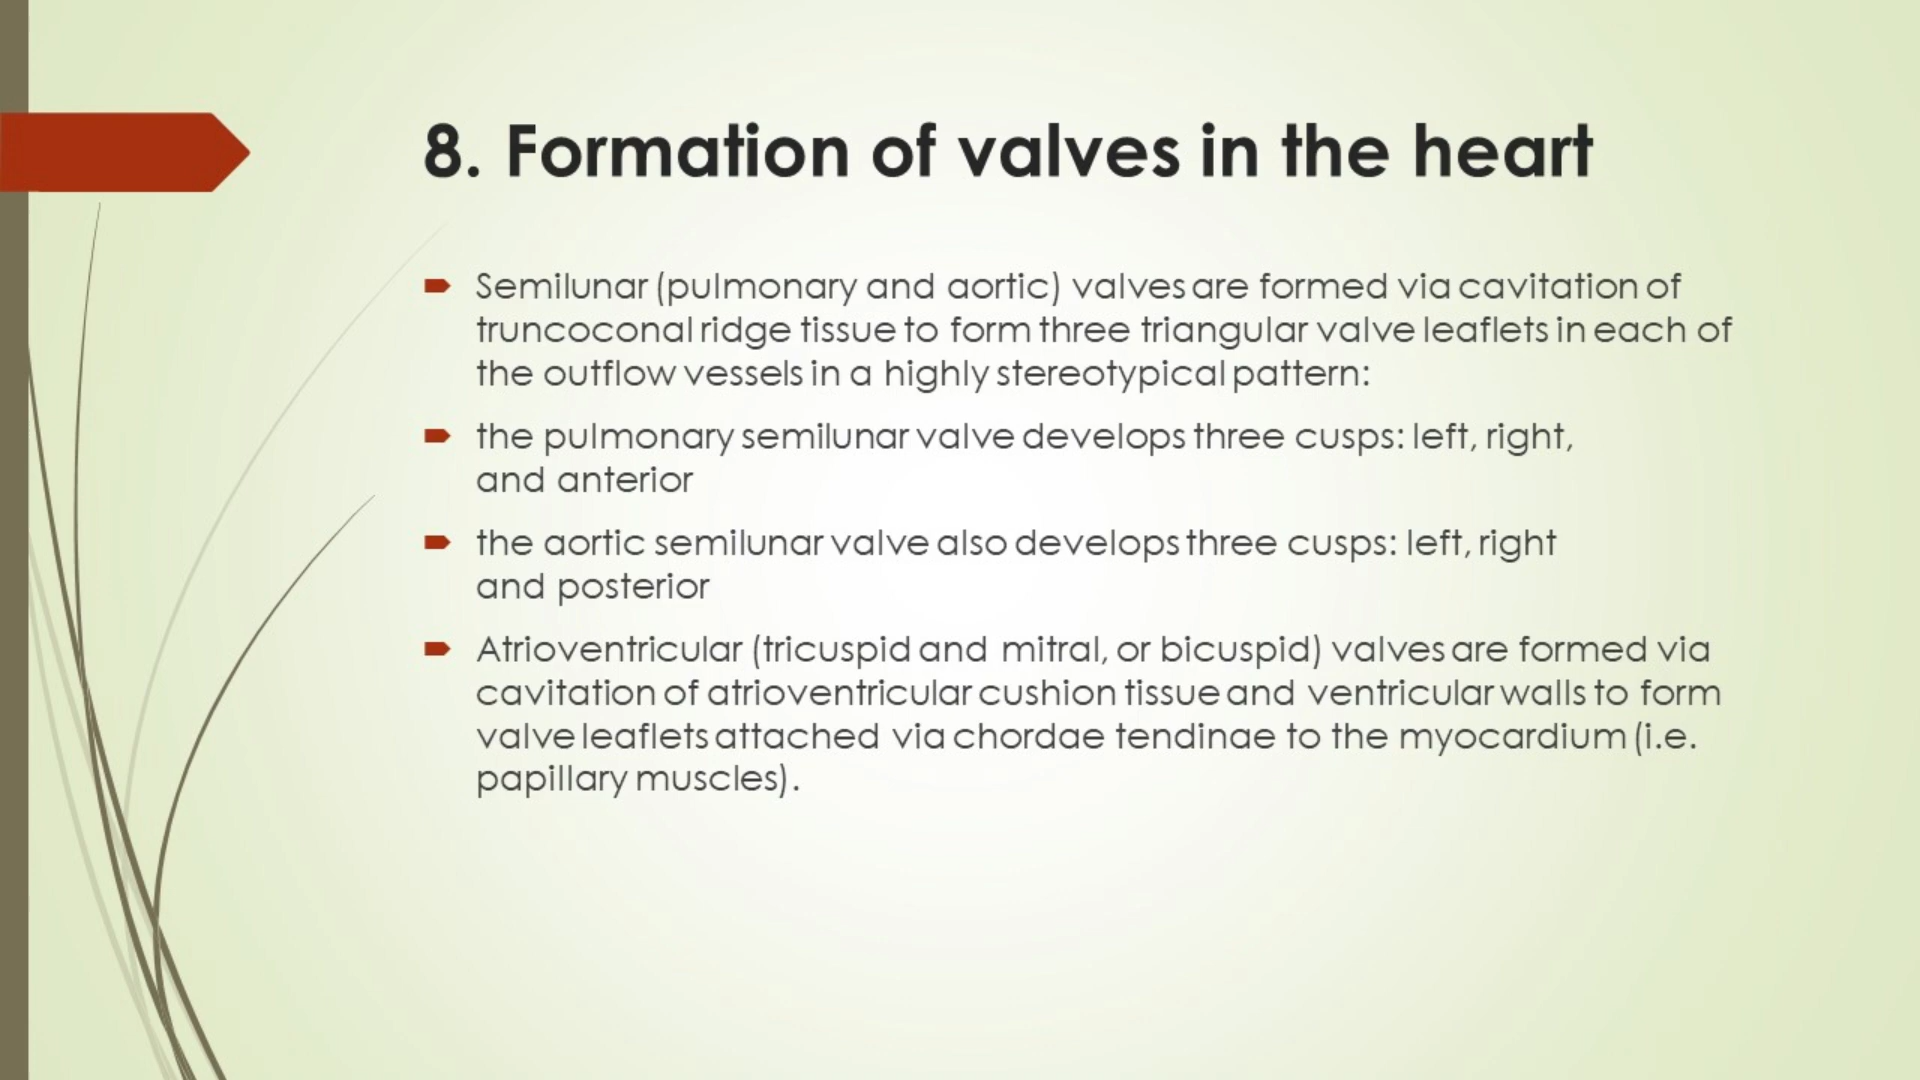 8. Formation of valves in the heart
Semilunar (pulmonary and aortic) valves are formed via cavitation of
truncoconal ridge tissue to form three triangular valve leaflets in each of
the outflow vessels in a highly stereotypical pattern:
the pulmonary semilunar valve develops three cusps: left, right,
and anterior
the aortic semilunar valve also develops three cusps: left, right
and posterior
Atrioventricular (tricuspid and mitral, or bicuspid) valves are formed via
cavitation of atrioventricular cushion tissue and ventricular walls to form
valve leaflets attached via chordae tendinae to the myocardium (i.e.
papillary muscles).